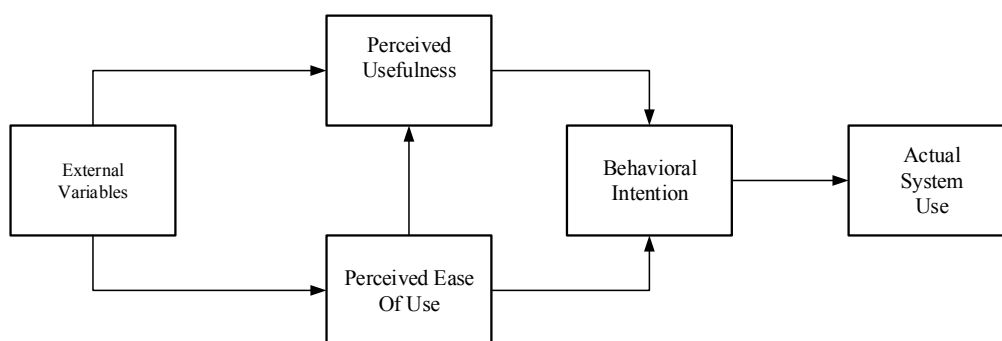 Perceived
Usefulness
External
Variables
Behavioral
Intention
Actual
System
Use
Perceived Ease
Of Use